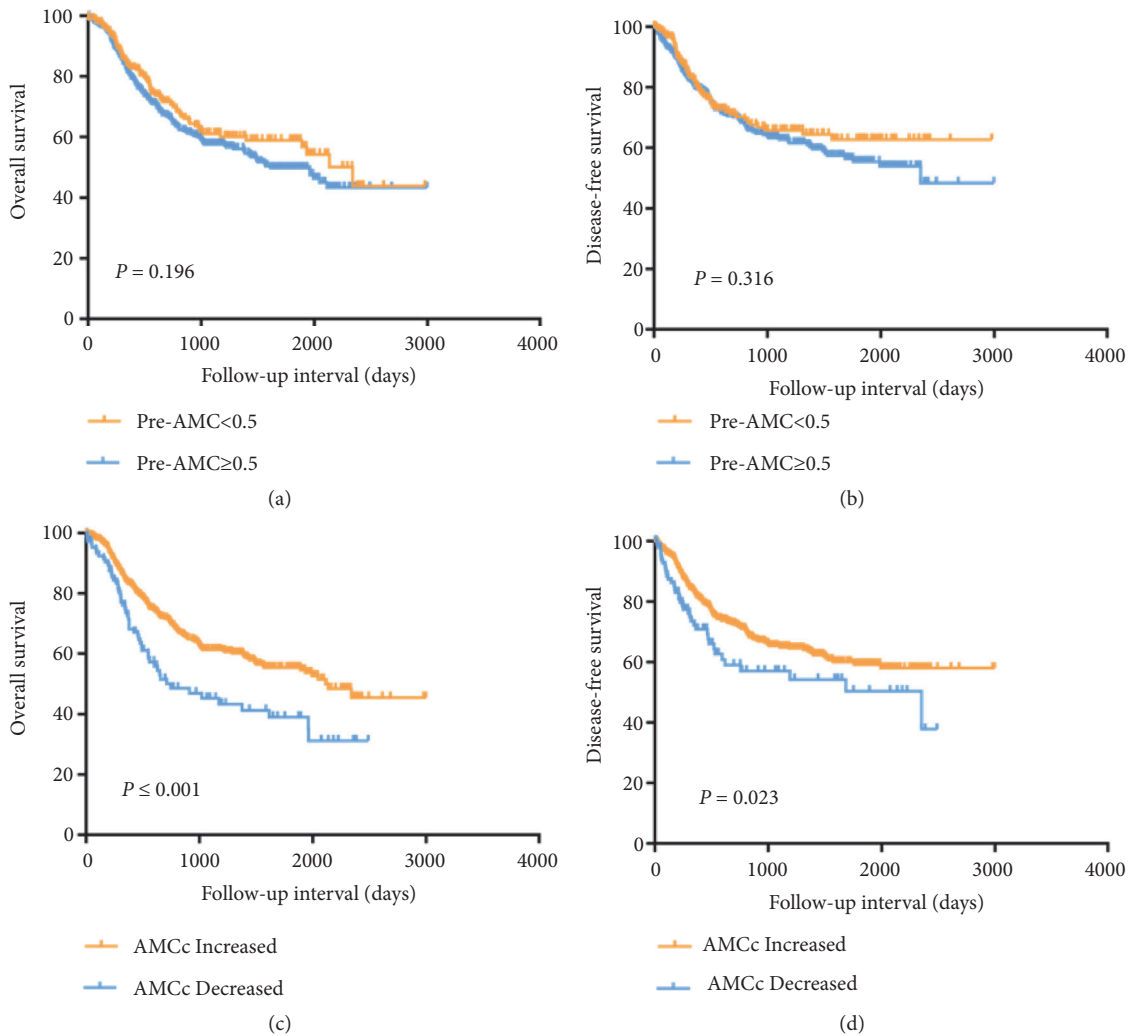 100
80
60
40
20
0
Overall survival
P = 0.196
0 1000 2000 3000 4000
Follow-up interval (days)
Pre-AMC<0.5
Pre-AMC≥0.5
(a)
100
80
60
40
20
0
Disease-free survival
P = 0.316
0 1000 2000 3000 4000
Follow-up interval (days)
Pre-AMC<0.5
Pre-AMC≥0.5
(b)
100
80
60
40
20
0
Overall survival
P ≤ 0.001
0 1000 2000 3000 4000
Follow-up interval (days)
AMCc Increased
AMCc Decreased
(c)
100
80
60
40
20
0
Disease-free survival
P = 0.023
0 1000 2000 3000 4000
Follow-up interval (days)
AMCc Increased
AMCc Decreased
(d)